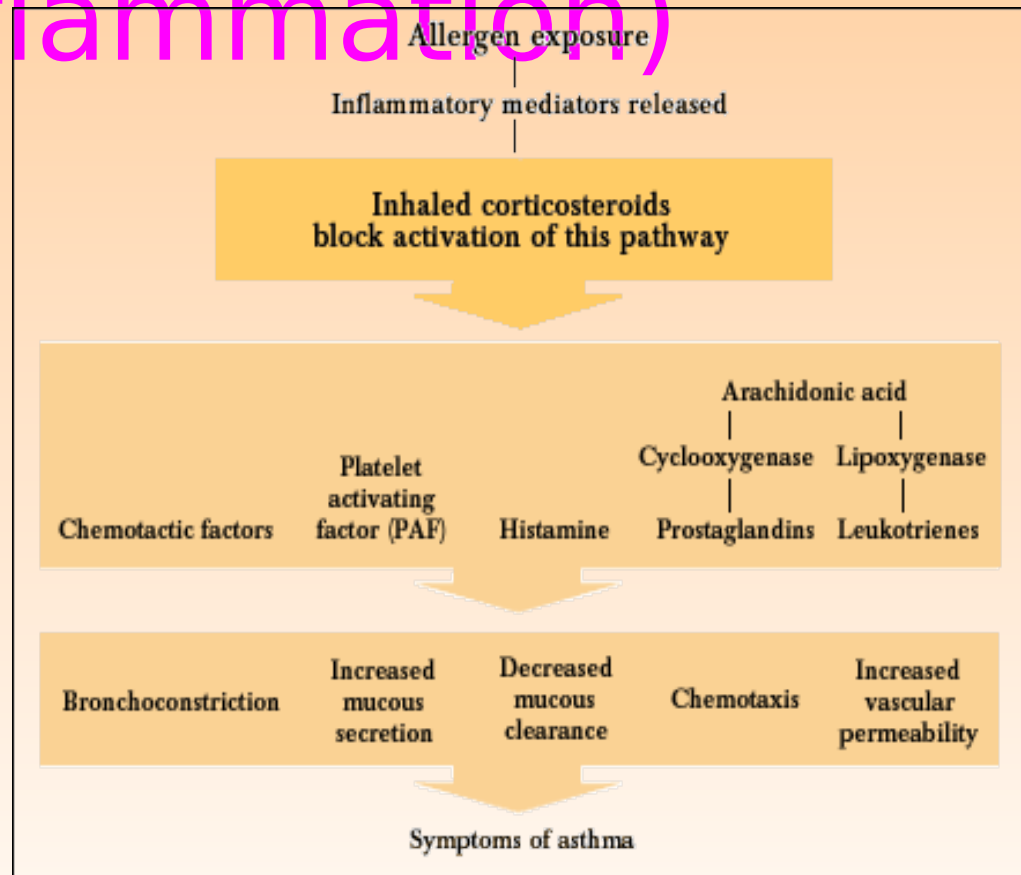 flammation)
Allergen exposure
Inflammatory mediators released
Inhaled corticosteroids
block activation of this pathway
Arachidonic acid
Cyclooxygenase
Lipoxygenase
Platelet
activating
factor (PAF)
Chemotactic factors
Histamine
Prostaglandins
Leukotrienes
Bronchoconstriction
Increased
mucous
secretion
Decreased
mucous
clearance
Chemotaxis
Increased
vascular
permeability
Symptoms of asthma